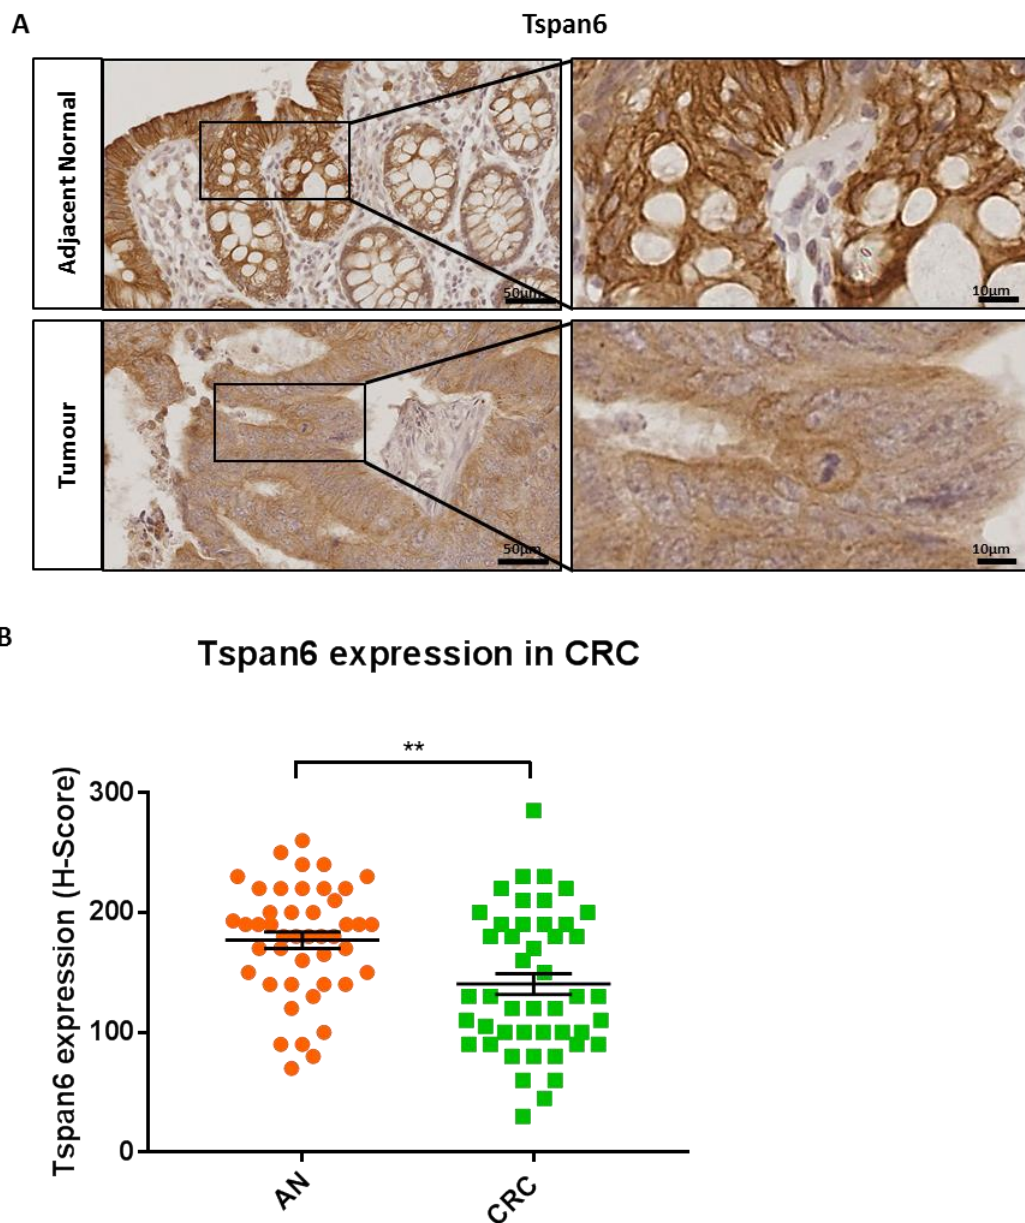 A
Tspan6
Adjacent Normal
50μm
10μm
Tumour
50μm
10μm
B
Tspan6 expression in CRC
**
Tspan6 expression (H-Score)
300
200
100
0
AN
CRC